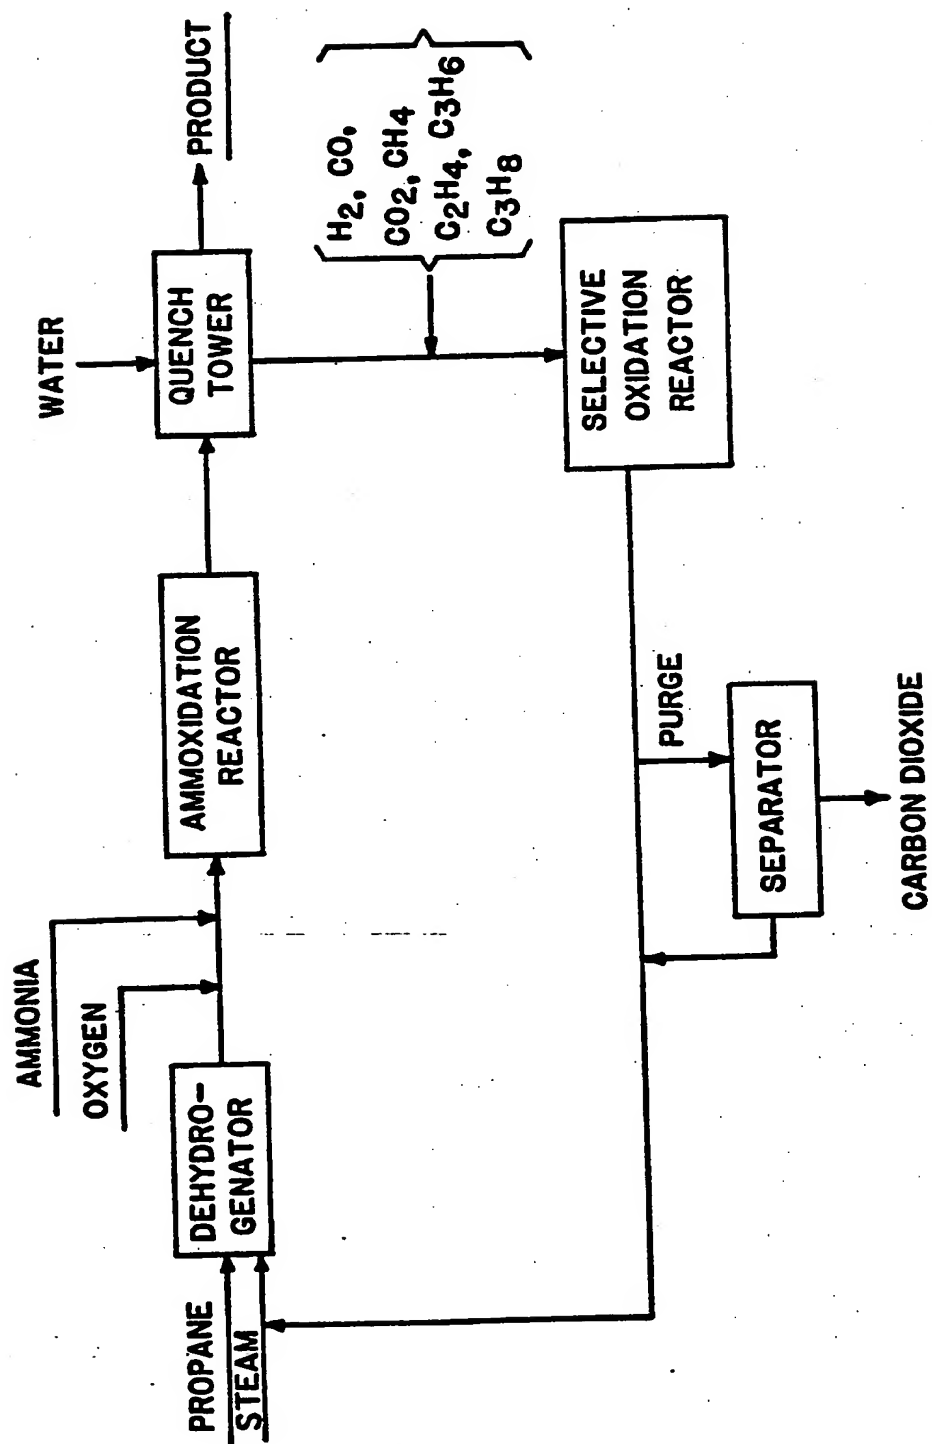 PROPANE
STEAM
DEHYDRO-
GENATOR
AMMONIA
OXYGEN
AMMOXIDATION
REACTOR
WATER
QUENCH
TOWER
PRODUCT
H2, CO,
CO2, CH4
C2H4, C3H6
C3H8
SELECTIVE
OXIDATION
REACTOR
PURGE
SEPARATOR
CARBON DIOXIDE